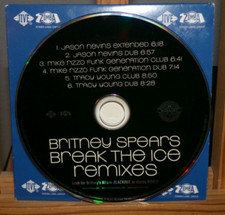 JIVE
ZOMBA
1. JASON NEVINS EXTENDED 6:18
2. JASON NEVINS DUB 6:57
3. MIKE RIZZO FUNK GENERATION CLUB 6:41
4. MIKE RIZZO FUNK GENERATION DUB 7:14
5. TRACY YOUNG CLUB 8:50
6. TRACY YOUNG DUB 8:28
BRITNEY SPEARS
BREAK THE ICE
REMIXES